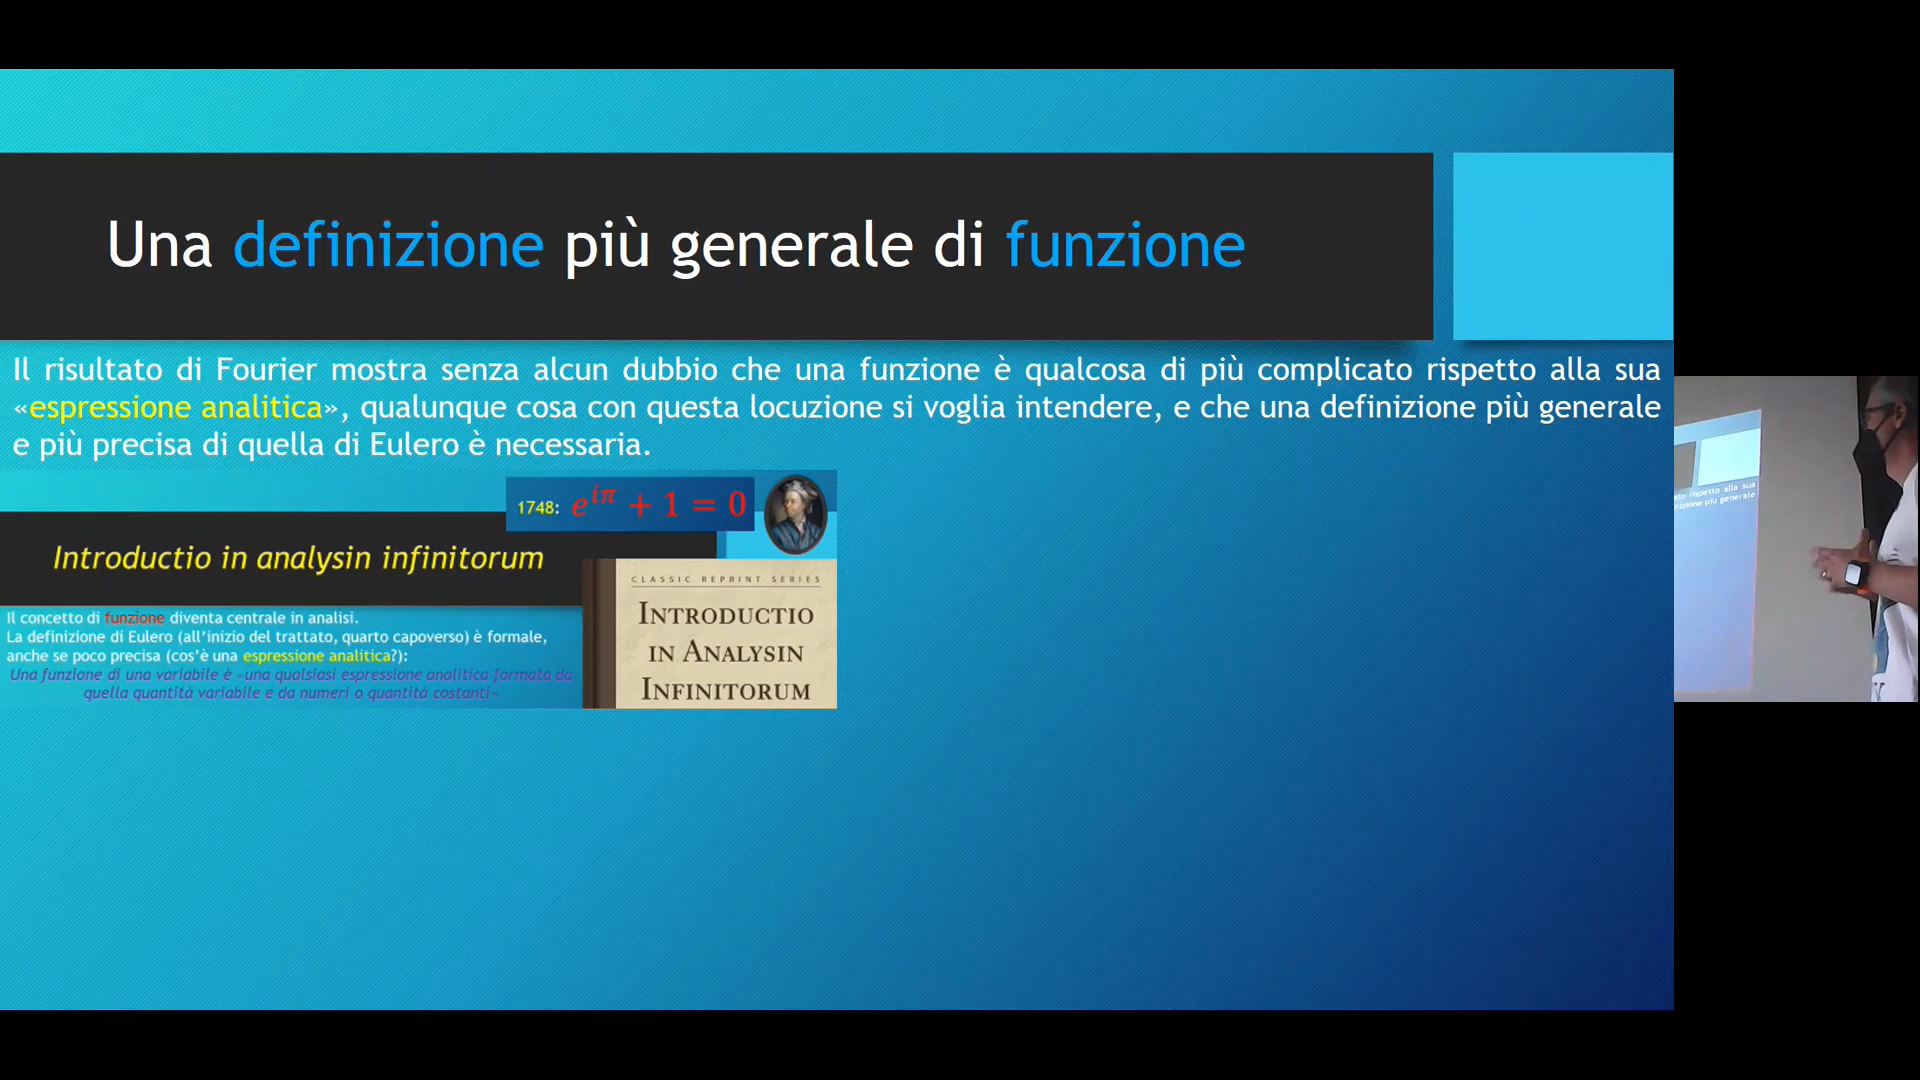 Una definizione più generale di funzione
Il risultato di Fourier mostra senza alcun dubbio che una funzione è qualcosa di più complicato rispetto alla sua
«espressione analitica», qualunque cosa con questa locuzione si voglia intendere, e che una definizione più generale
e più precisa di quella di Eulero è necessaria.
1748: e^{iπ} + 1 = 0
Introductio in analysin infinitorum
Il concetto di funzione diventa centrale in analisi.
La definizione di Eulero (all'inizio del trattato, quarto capoverso) è formale,
anche se poco precisa (cos'è una espressione analitica?):
Una funzione di una variabile è «una qualsiasi espressione analitica formata da
quella quantità variabile e da numeri o quantità costanti»
CLASSIC REPRINT SERIES
INTRODUCTIO
IN ANALYSIN
INFINITORUM
rispetto alla sua
più generale